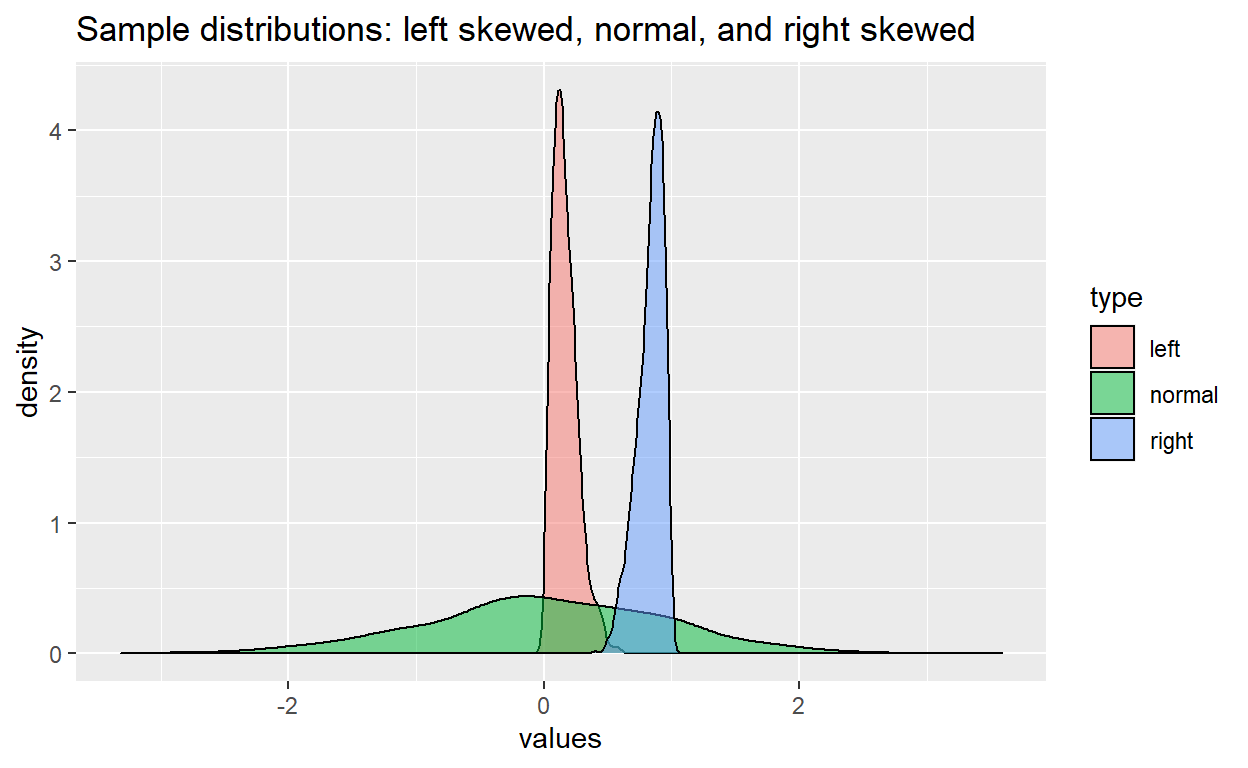 Sample distributions: left skewed, normal, and right skewed
density
4
3
2
1
0
-2
0
2
values
type
left
normal
right